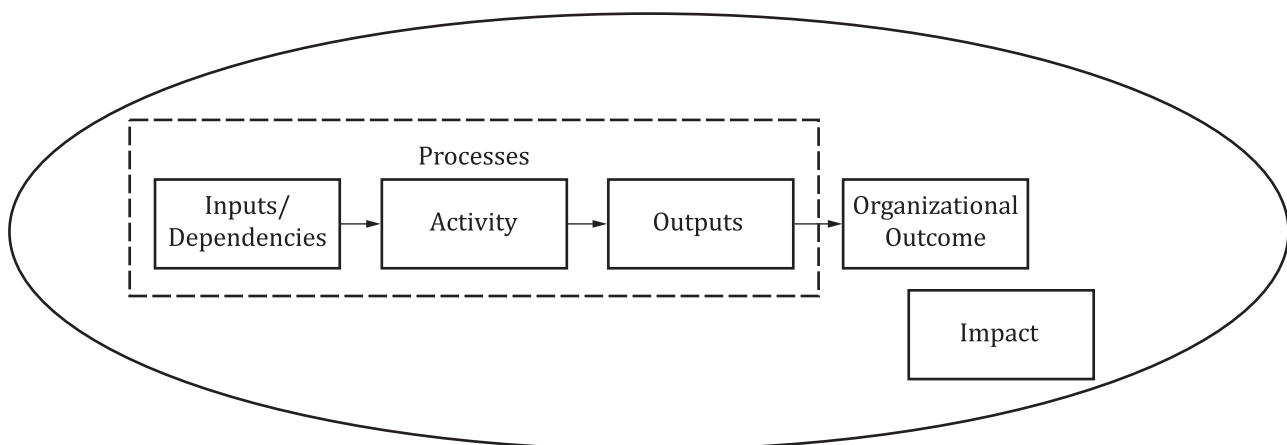 Processes
Inputs/
Dependencies
Activity
Outputs
Organizational
Outcome
Impact